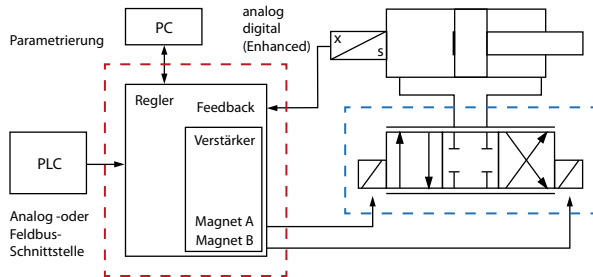 Parametrierung
PC
analog
digital
(Enhanced)
x
s
Regler
Feedback
Verstärker
PLC
Magnet A
Magnet B
Analog -oder
Feldbus-
Schnittstelle